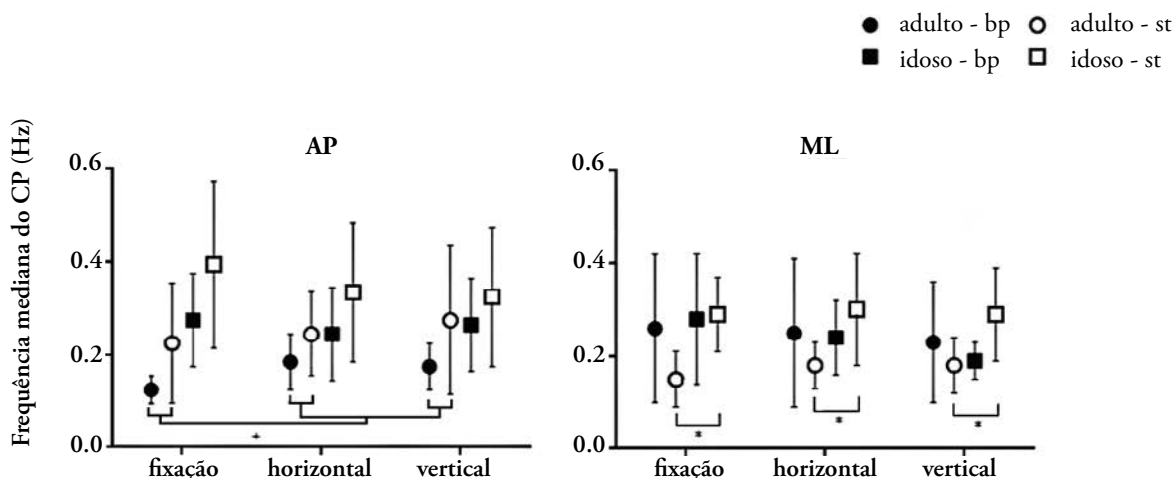 adulto - bp adulto - st
idoso - bp idoso - st
Frequência mediana do CP (Hz)
AP
0.6
0.4
0.2
0.0
*
fixação horizontal vertical
ML
0.6
0.4
0.2
0.0
* * *
fixação horizontal vertical